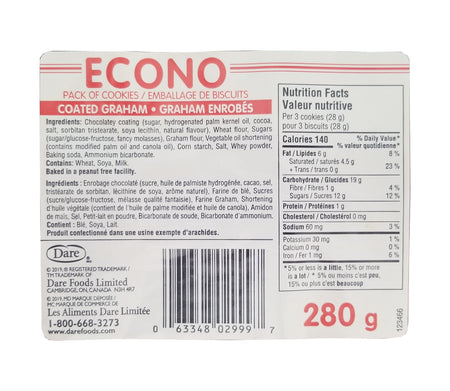 ECONO
PACK OF COOKIES / EMBALLAGE DE BISCUITS
COATED GRAHAM • GRAHAM ENROBÉS
Ingredients: Chocolatey coating (sugar, hydrogenated palm kernel oil, cocoa,
salt, sorbitan tristearate, soya lecithin, natural flavour), Wheat flour, Sugars
(sugar/glucose-fructose, fancy molasses), Graham flour, Vegetable oil shortening
(contains modified palm oil and canola oil), Corn starch, Salt, Whey powder,
Baking soda, Ammonium bicarbonate.
Contains: Wheat, Soya, Milk.
Baked in a peanut free facility.
Ingrédients : Enrobage chocolaté (sucre, huile de palmiste hydrogénée, cacao, sel,
tristéarate de sorbitan, lécithine de soya, arôme naturel), Farine de blé, Sucres
(sucre/glucose-fructose, mélasse qualité fantaisie), Farine Graham, Shortening
d'huile végétale (contient de l'huile de palme modifiée et de l'huile de canola), Amidon
de maïs, Sel, Petit-lait en poudre, Bicarbonate de soude, Bicarbonate d'ammonium.
Contient : Blé, Soya, Lait.
Produit confectionné dans une usine exempte d'arachides.
Dare
© 2019, ® REGISTERED TRADEMARK /
TM TRADEMARK OF
Dare Foods Limited
CAMBRIDGE, ON, CANADA N3H 4R7
© 2019, MD MARQUE DÉPOSÉE /
MC MARQUE DE COMMERCE DE
Les Aliments Dare Limitée
1-800-668-3273
www.darefoods.com
0 63348 02999 7
Nutrition Facts
Valeur nutritive
Per 3 cookies (28 g)
pour 3 biscuits (28 g)
Calories 140
% Daily Value*
% valeur quotidienne*
Fat / Lipides 6 g 8 %
Saturated / saturés 4,5 g
+ Trans / trans 0 g 23 %
Carbohydrate / Glucides 19 g
Fibre / Fibres 1 g 4 %
Sugars / Sucres 12 g 12 %
Protein / Protéines 1 g
Cholesterol / Cholestérol 0 mg
Sodium 60 mg 3 %
Potassium 30 mg 1 %
Calcium 0 mg 0 %
Iron / Fer 1 mg 6 %
*5% or less is a little, 15% or more
is a lot / *5% ou moins c'est peu,
15% ou plus c'est beaucoup
280 g
123466